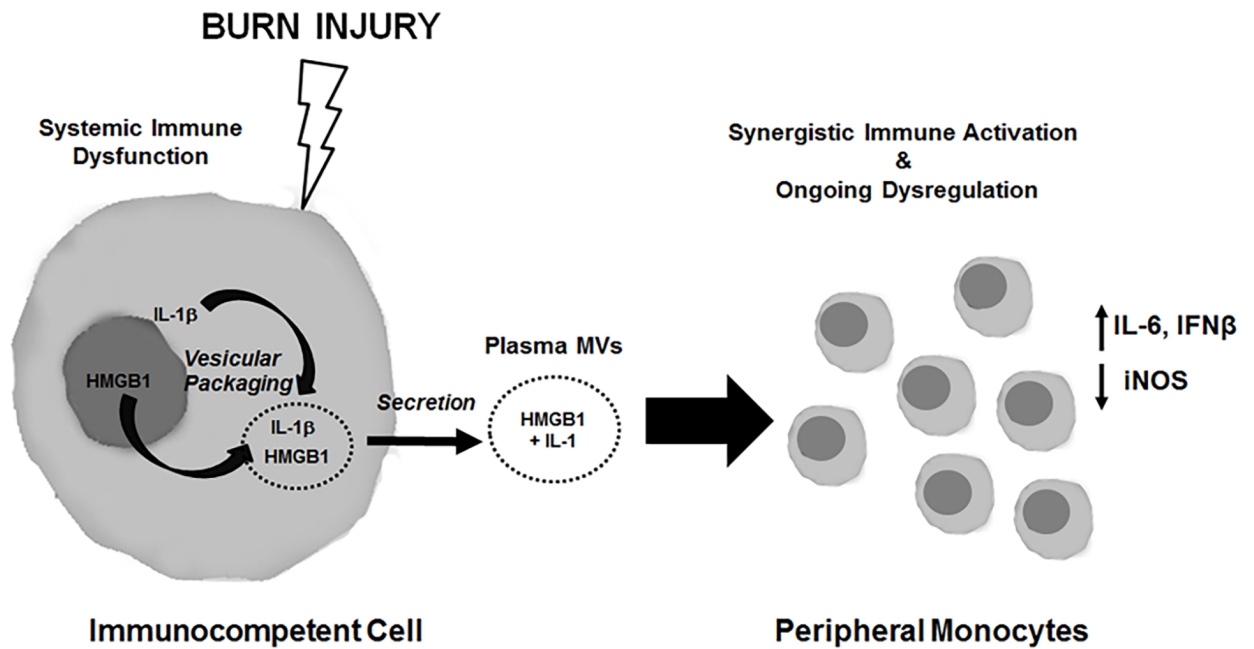 BURN INJURY
Systemic Immune
Dysfunction
Synergistic Immune Activation
&
Ongoing Dysregulation
IL-1β
Vesicular
Packaging
HMGB1
IL-1β
HMGB1
Secretion
Plasma MVs
HMGB1
+ IL-1
IL-6, IFNβ
iNOS
Immunocompetent Cell
Peripheral Monocytes